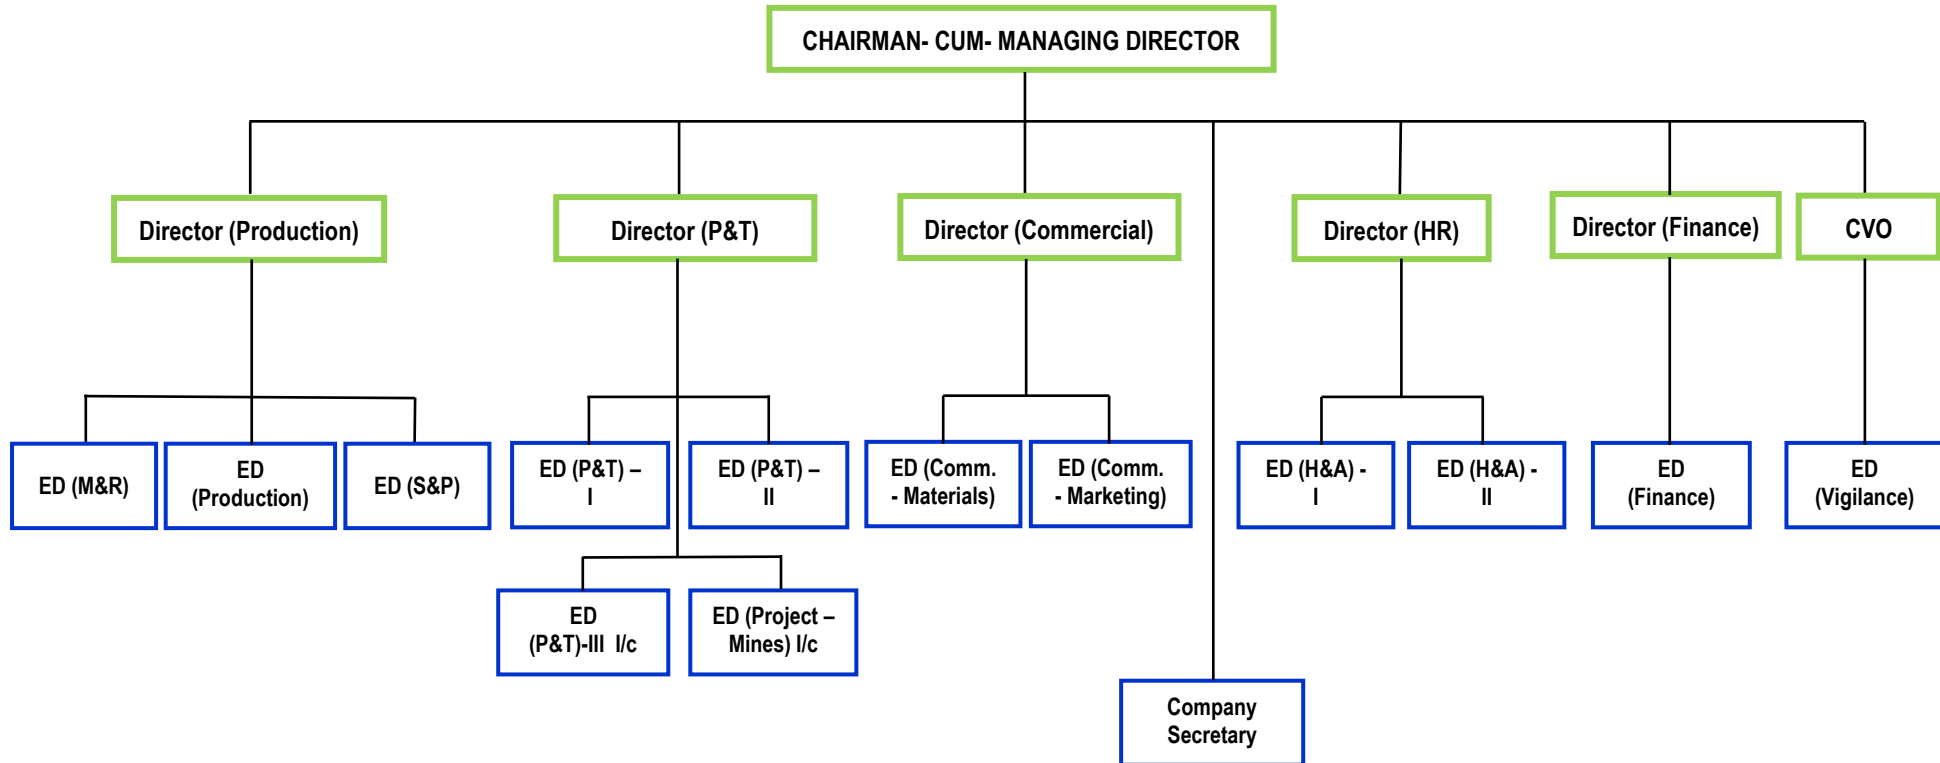 CHAIRMAN- CUM- MANAGING DIRECTOR
Director (Production)
Director (P&T)
Director (Commercial)
Director (HR)
Director (Finance)
CVO
ED (M&R)
ED
(Production)
ED (S&P)
ED (P&T) –
I
ED (P&T) –
II
ED (Comm.
- Materials)
ED (Comm.
- Marketing)
ED (H&A) -
I
ED (H&A) -
II
ED
(Finance)
ED
(Vigilance)
ED
(P&T)-III I/c
ED (Project –
Mines) I/c
Company
Secretary